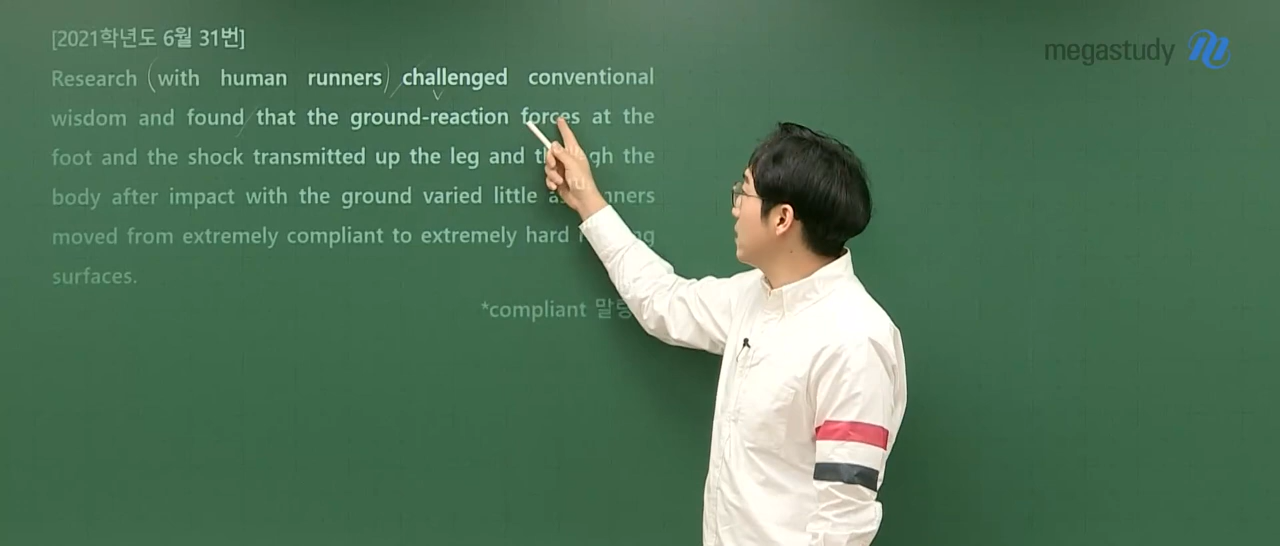 [2021학년도 6월 31번]
megastudy
Research (with human runners) challenged conventional
wisdom and found that the ground-reaction forces at the
foot and the shock transmitted up the leg and the
body after impact with the ground varied little
moved from extremely compliant to extremely hard
surfaces.
*compliant